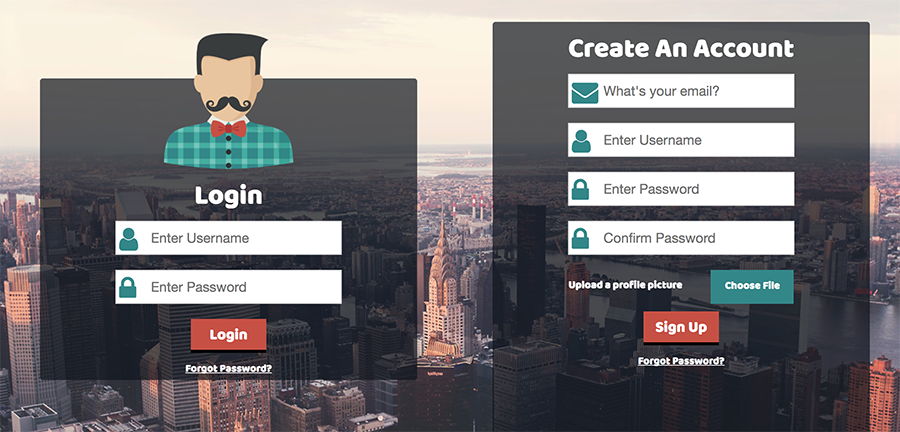 Login
Enter Username
Enter Password
Login
Forgot Password?
Create An Account
What's your email?
Enter Username
Enter Password
Confirm Password
Upload a profile picture
Choose File
Sign Up
Forgot Password?